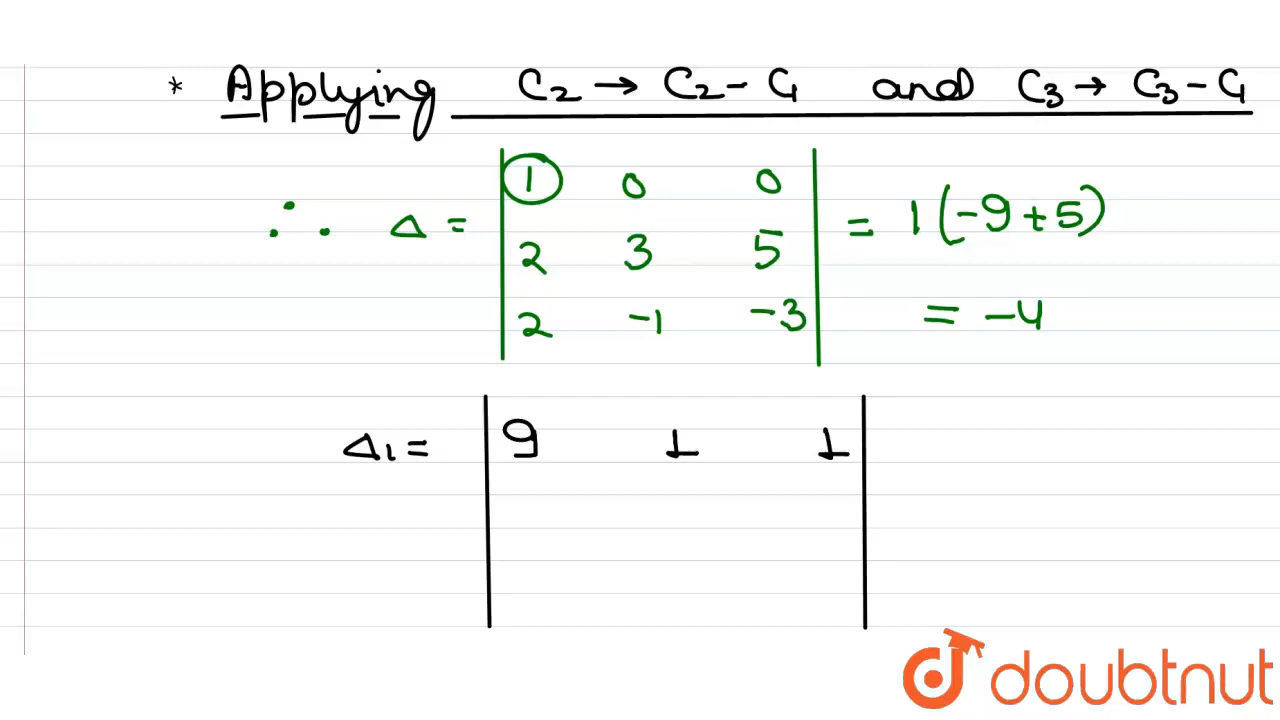 * Applying C2 → C2 - C1 and C3 → C3 - C1
∴ Δ = | 1 0 0 | = 1(-9+5)
2 3 5
2 -1 -3 = -4
Δ1 = | 9 1 1 |
doubtnut